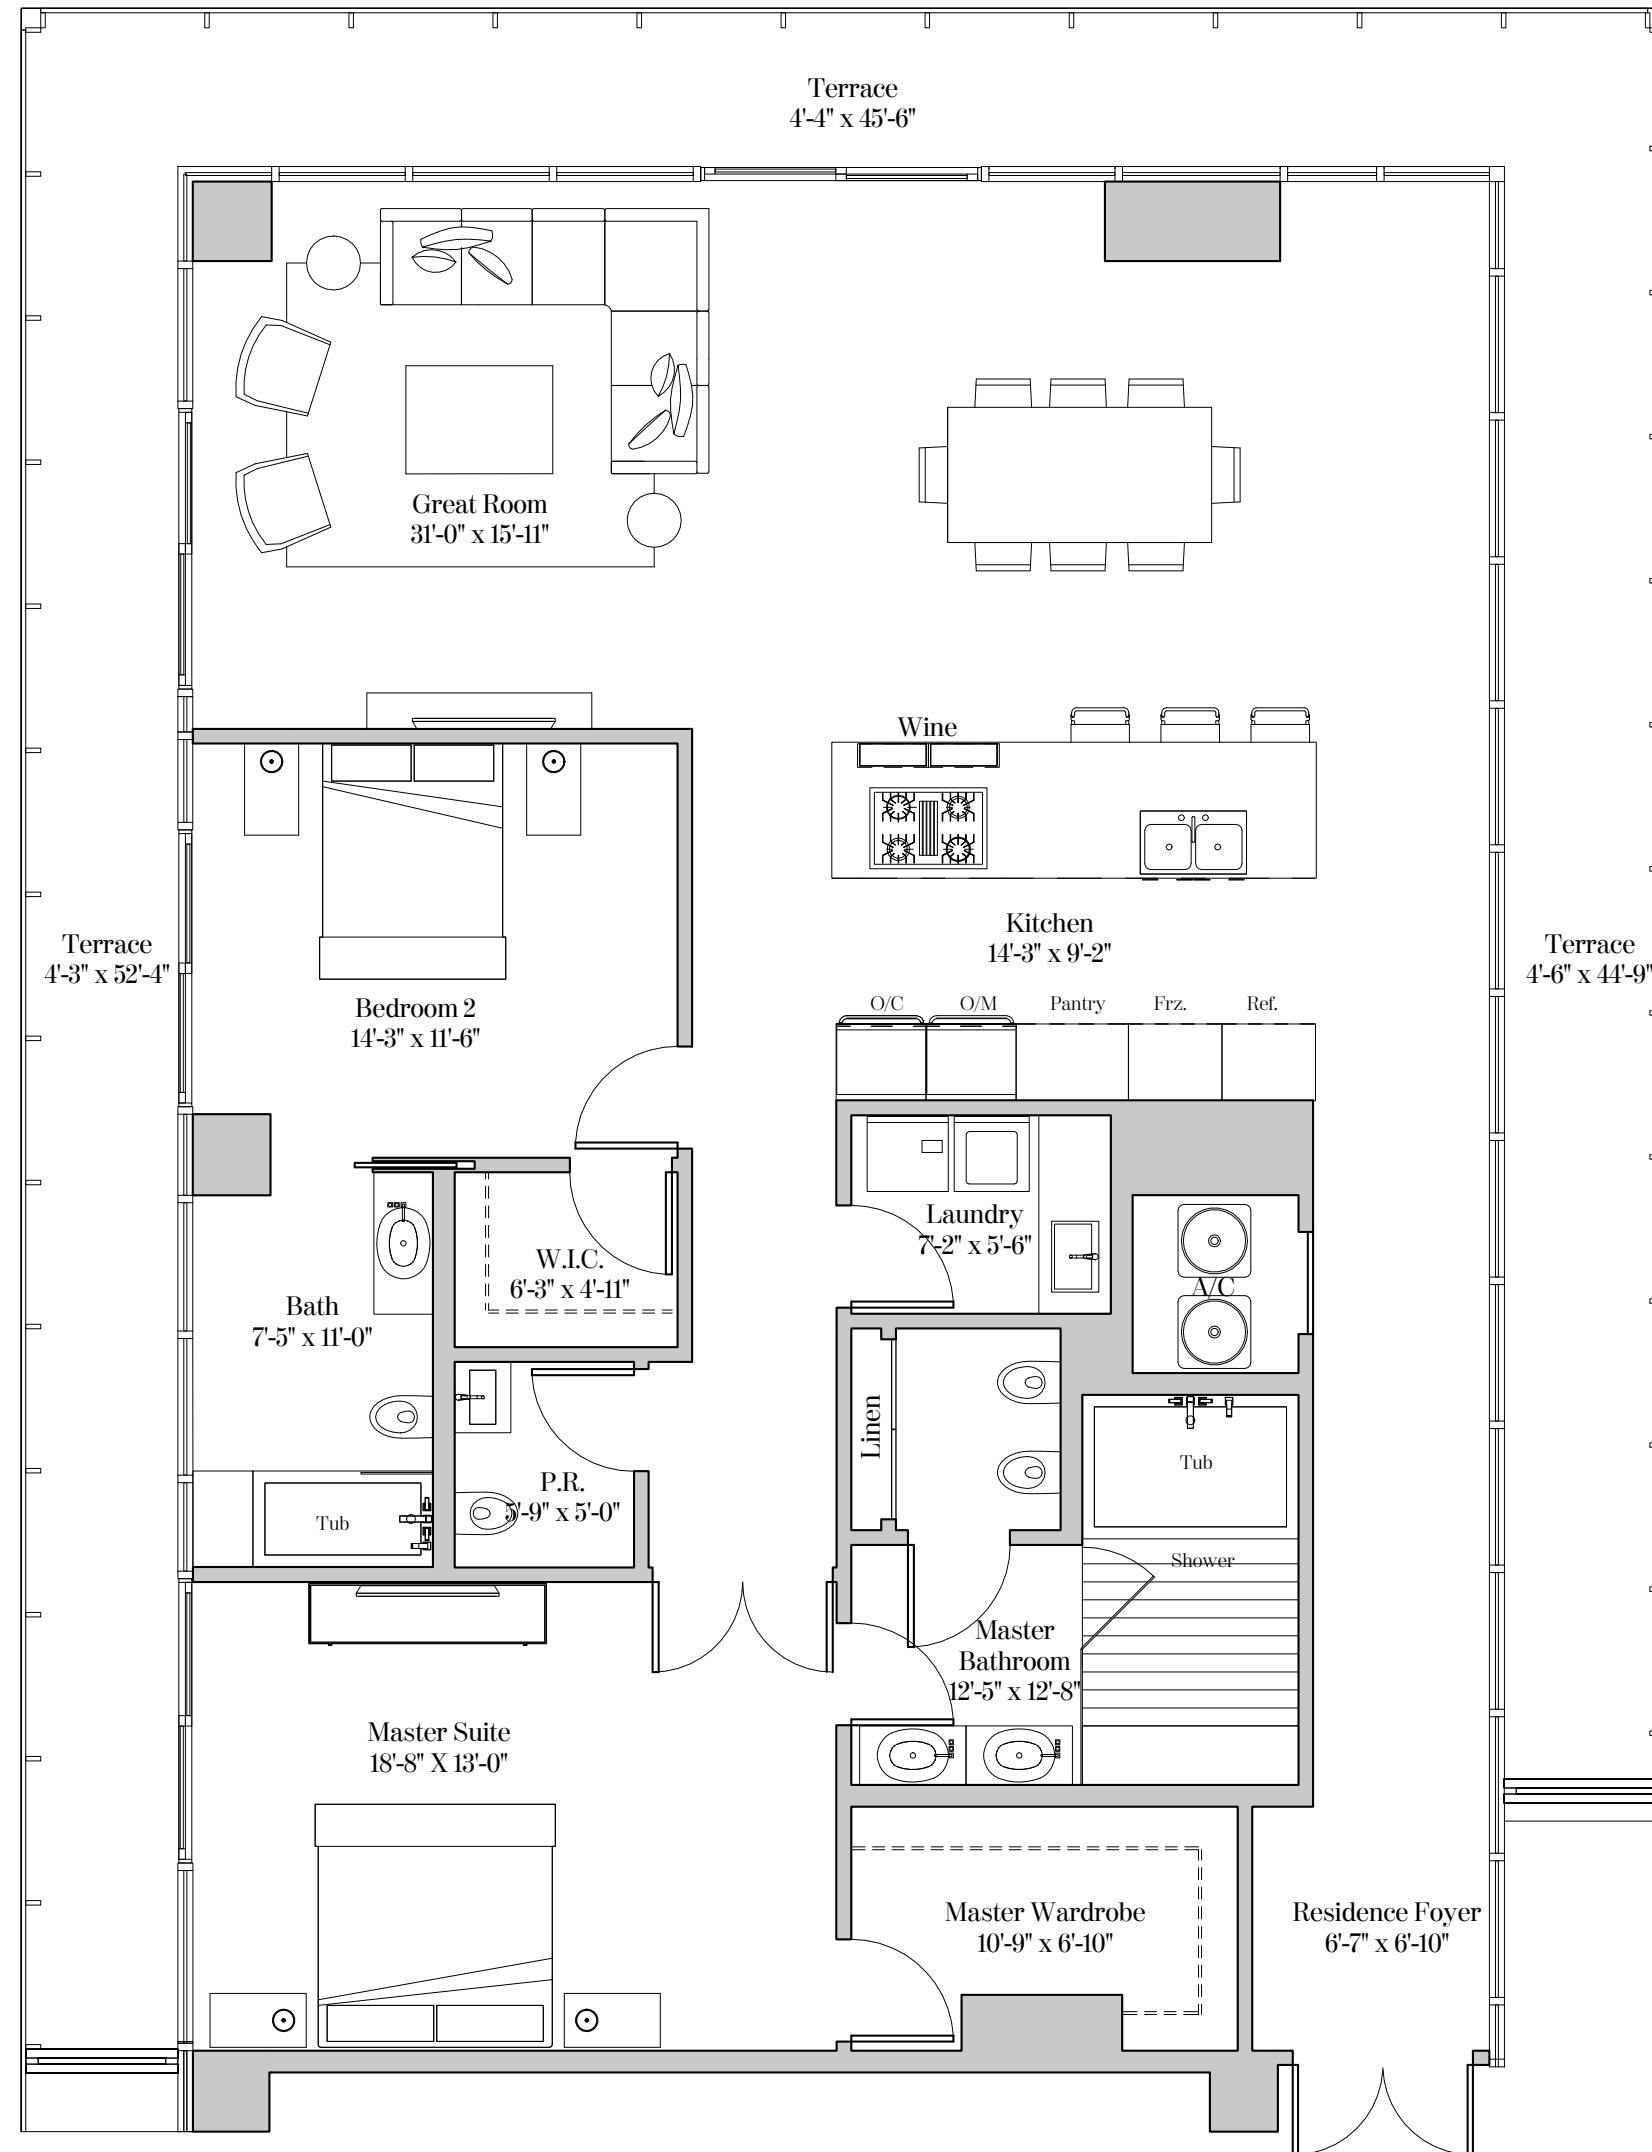 Terrace
4'-4" x 45'-6"
Great Room
31'-0" x 15'-11"
Wine
Kitchen
14'-3" x 9'-2"
Terrace
4'-3" x 52'-4"
Terrace
4'-6" x 44'-9"
Bedroom 2
14'-3" x 11'-6"
O/C
O/M
Pantry
Frz.
Ref.
Laundry
7'-2" x 5'-6"
A/C
W.I.C.
6'-3" x 4'-11"
Bath
7'-5" x 11'-0"
Linen
Tub
P.R.
5'-9" x 5'-0"
Tub
Shower
Master
Bathroom
12'-5" x 12'-8"
Master Suite
18'-8" X 13'-0"
Master Wardrobe
10'-9" x 6'-10"
Residence Foyer
6'-7" x 6'-10"